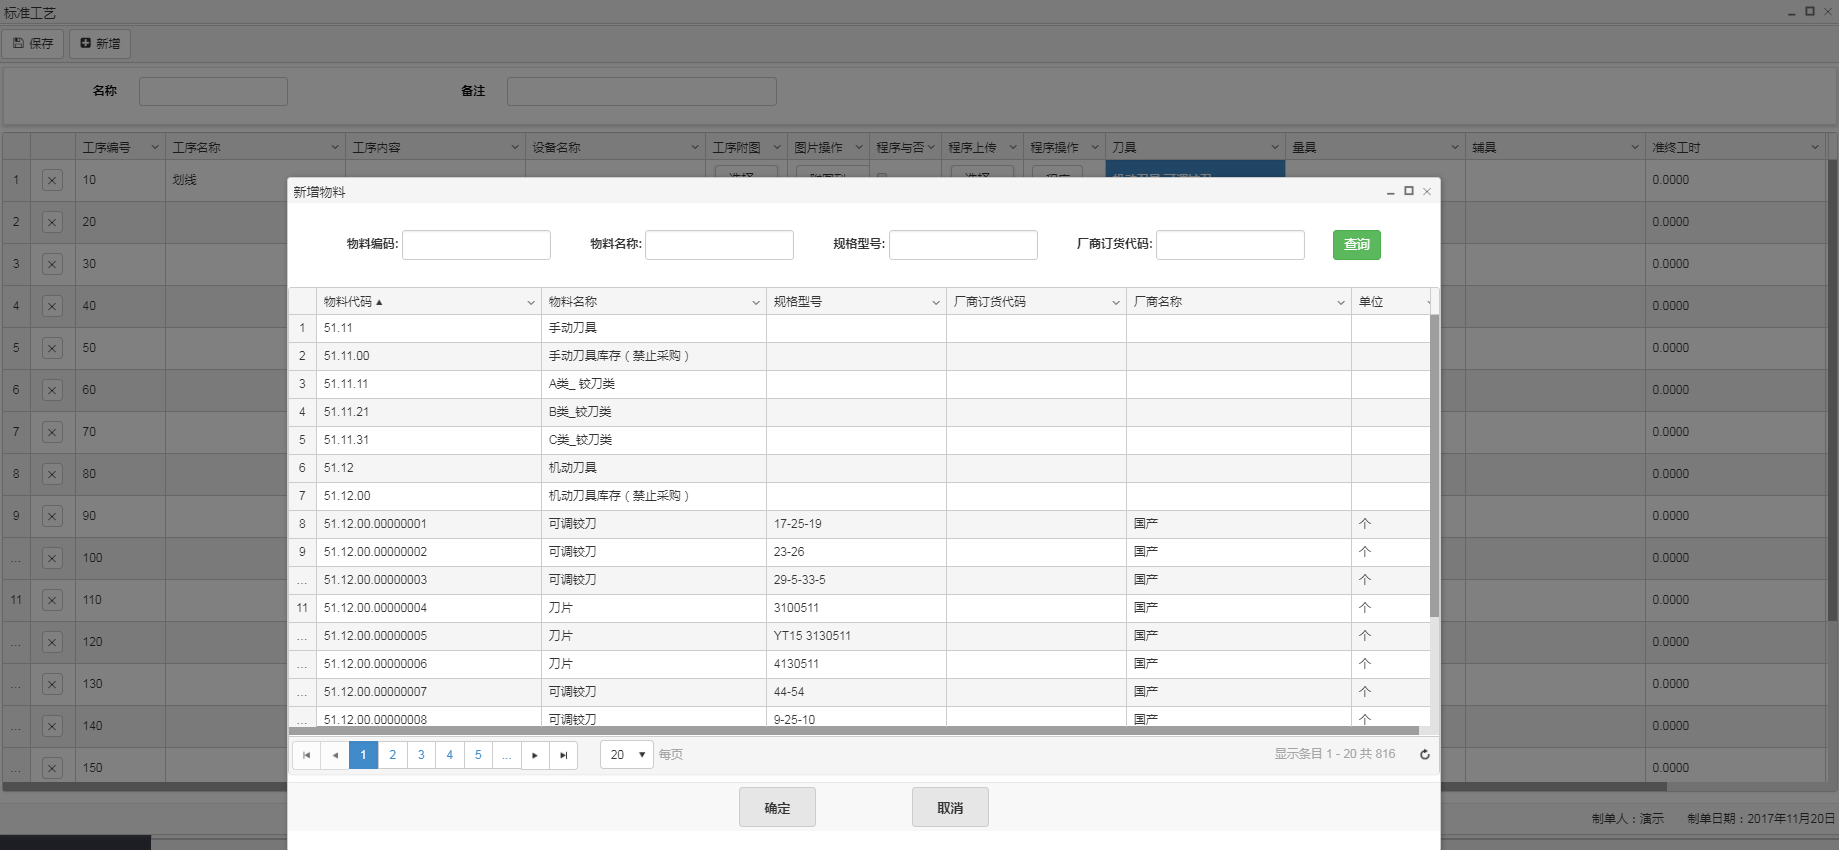 标准工艺
保存 新增
名称 备注
工序编号 工序名称 工序内容 设备名称 工序附图 图片操作 程序与否 程序上传 程序操作 刀具 量具 辅具 准终工时
1 10 划线 0.0000
2 20 0.0000
3 30 0.0000
4 40 0.0000
5 50 0.0000
6 60 0.0000
7 70 0.0000
8 80 0.0000
9 90 0.0000
... 100 0.0000
11 110 0.0000
... 120 0.0000
... 130 0.0000
... 140 0.0000
... 150 0.0000
新增物料
物料编码: 物料名称: 规格型号: 厂商订货代码: 查询
物料代码 物料名称 规格型号 厂商订货代码 厂商名称 单位
1 51.11 手动刀具
2 51.11.00 手动刀具库存（禁止采购）
3 51.11.11 A类_ 铰刀类
4 51.11.21 B类_铰刀类
5 51.11.31 C类_铰刀类
6 51.12 机动刀具
7 51.12.00 机动刀具库存（禁止采购）
8 51.12.00.00000001 可调铰刀 17-25-19 国产 个
9 51.12.00.00000002 可调铰刀 23-26 国产 个
... 51.12.00.00000003 可调铰刀 29-5-33-5 国产 个
11 51.12.00.00000004 刀片 3100511 国产 个
... 51.12.00.00000005 刀片 YT15 3130511 国产 个
... 51.12.00.00000006 刀片 4130511 国产 个
... 51.12.00.00000007 可调铰刀 44-54 国产 个
... 51.12.00.00000008 可调铰刀 9-25-10 国产 个
1 2 3 4 5 ... 20 每页 显示条目 1 - 20 共 816
确定 取消
制单人：演示 制单日期：2017年11月20日